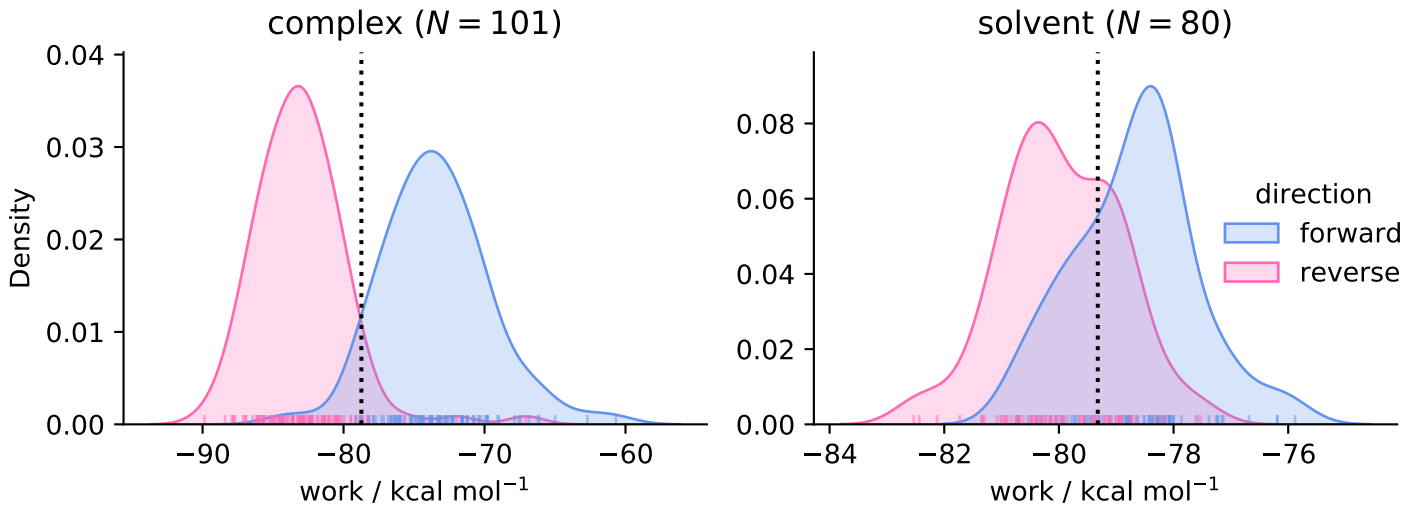 complex (N = 101)
0.04
0.03
0.02
0.01
0.00
Density
−90 −80 −70 −60
work / kcal mol⁻¹
solvent (N = 80)
0.08
0.06
0.04
0.02
0.00
−84 −82 −80 −78 −76
work / kcal mol⁻¹
direction
forward
reverse